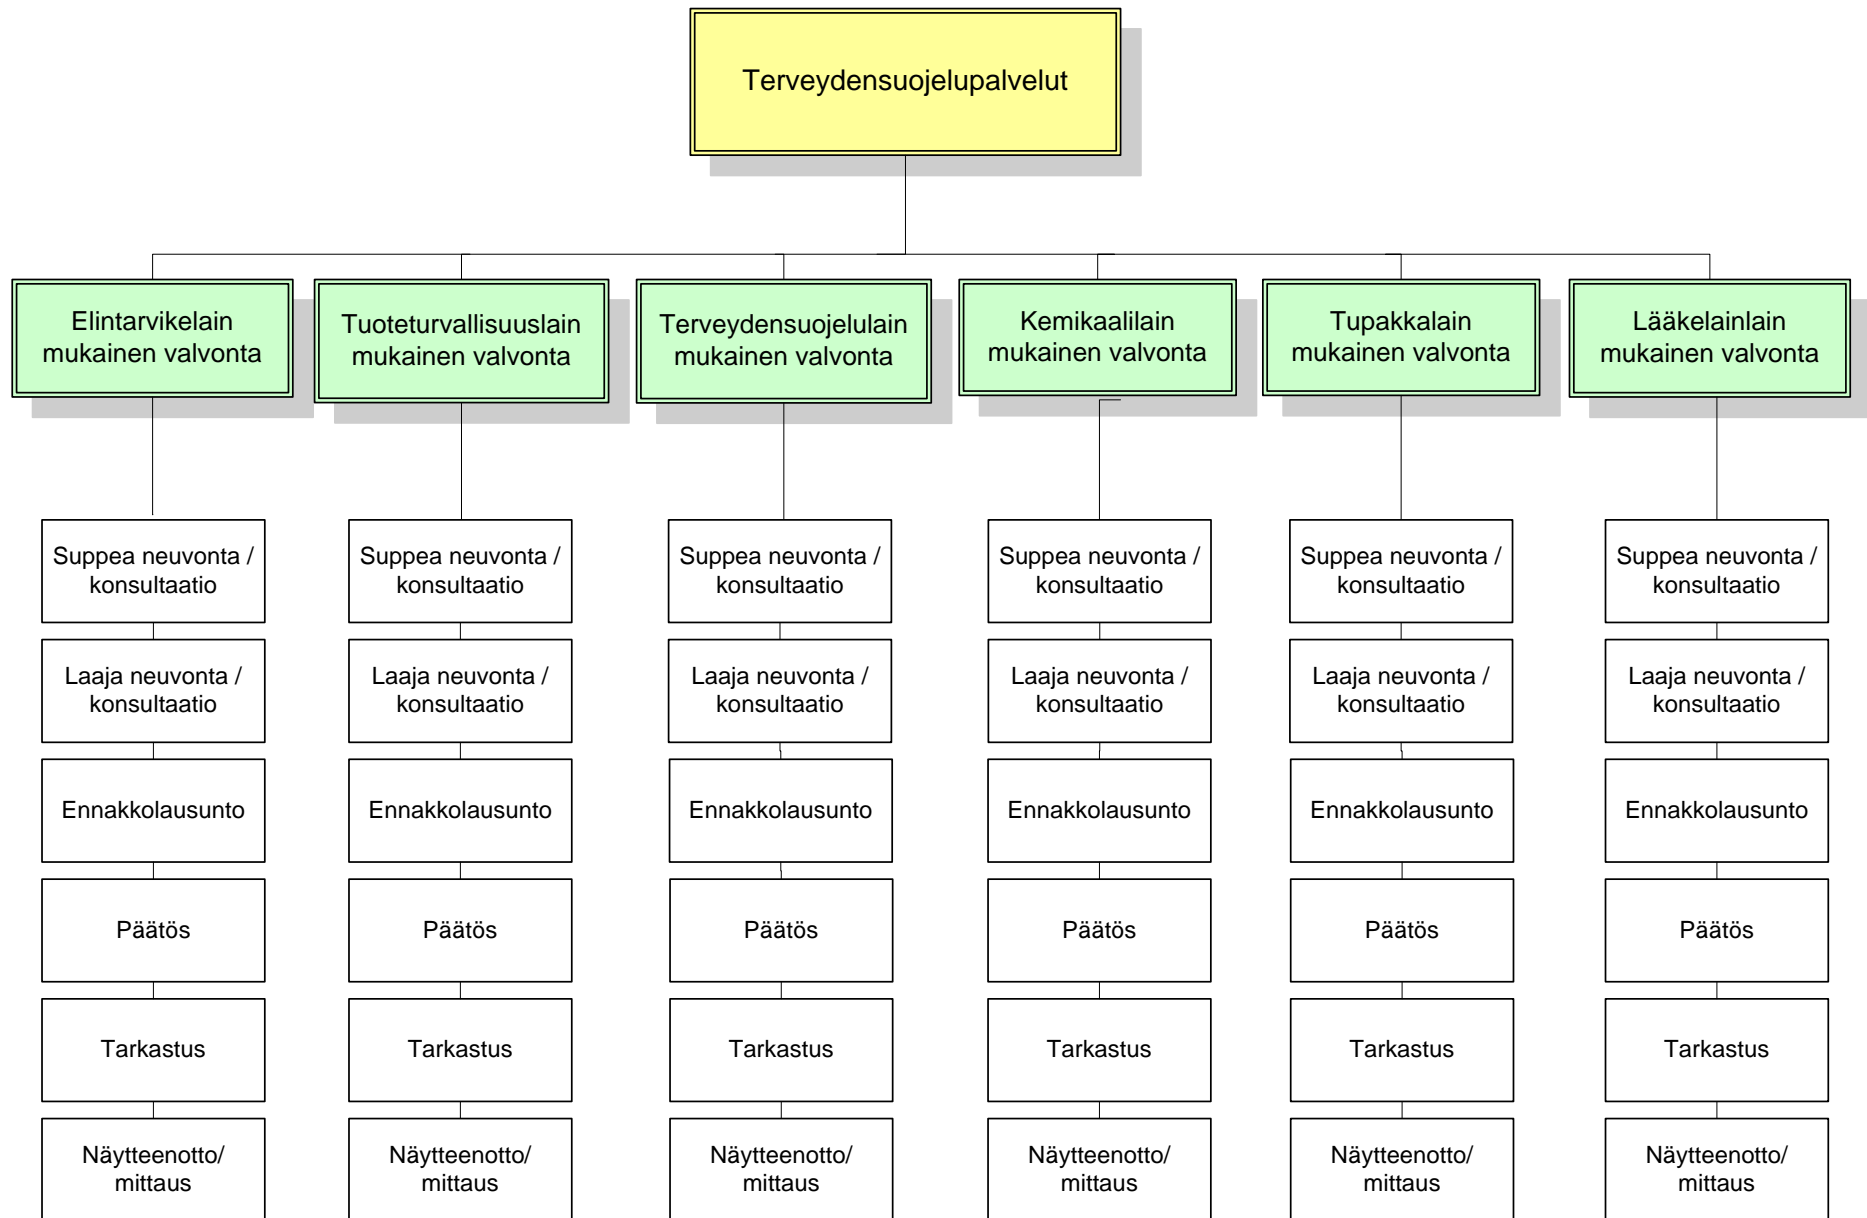 Terveydensuojelupalvelut
Elintarvikelain
mukainen valvonta
Tuoteturvallisuuslain
mukainen valvonta
Terveydensuojelulain
mukainen valvonta
Kemikaalilain
mukainen valvonta
Tupakkalain
mukainen valvonta
Lääkelainlain
mukainen valvonta
Suppea neuvonta /
konsultaatio
Suppea neuvonta /
konsultaatio
Suppea neuvonta /
konsultaatio
Suppea neuvonta /
konsultaatio
Suppea neuvonta /
konsultaatio
Suppea neuvonta /
konsultaatio
Laaja neuvonta /
konsultaatio
Laaja neuvonta /
konsultaatio
Laaja neuvonta /
konsultaatio
Laaja neuvonta /
konsultaatio
Laaja neuvonta /
konsultaatio
Laaja neuvonta /
konsultaatio
Ennakkolausunto
Ennakkolausunto
Ennakkolausunto
Ennakkolausunto
Ennakkolausunto
Ennakkolausunto
Päätös
Päätös
Päätös
Päätös
Päätös
Päätös
Tarkastus
Tarkastus
Tarkastus
Tarkastus
Tarkastus
Tarkastus
Näytteenotto/
mittaus
Näytteenotto/
mittaus
Näytteenotto/
mittaus
Näytteenotto/
mittaus
Näytteenotto/
mittaus
Näytteenotto/
mittaus